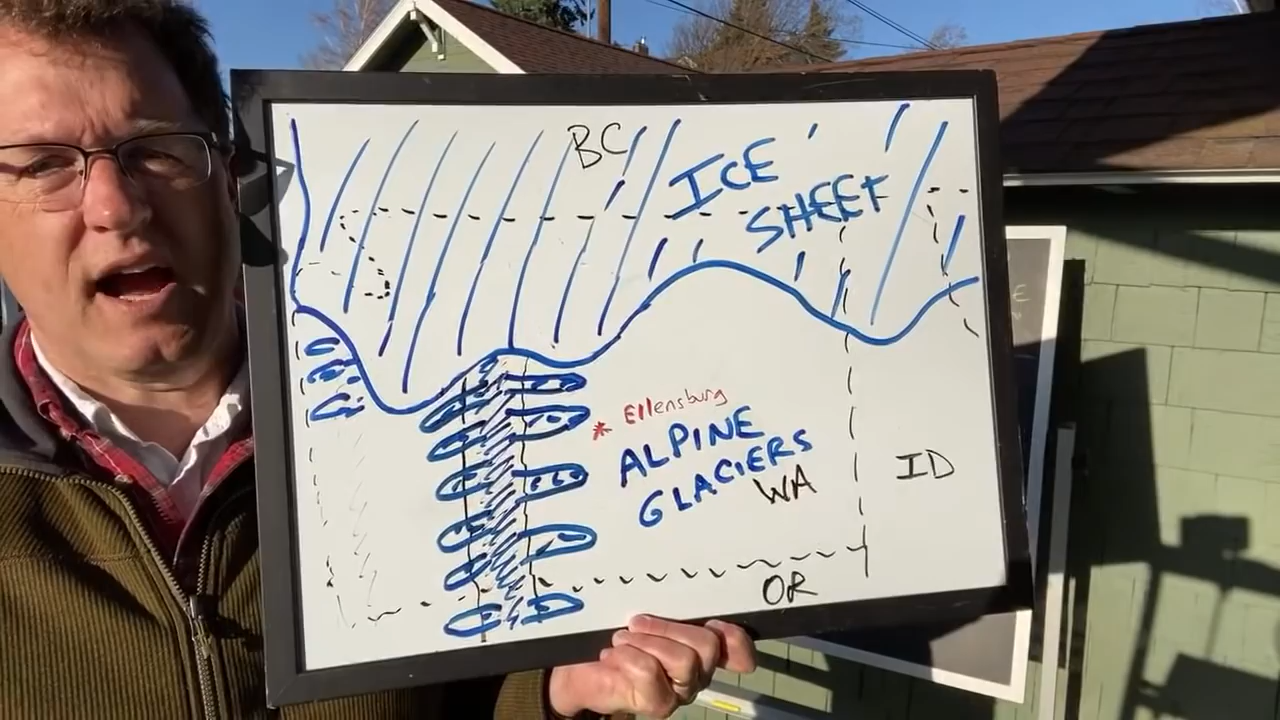 BC
ICE
SHEET
Ellensburg
ALPINE
GLACIERS
WA
ID
OR